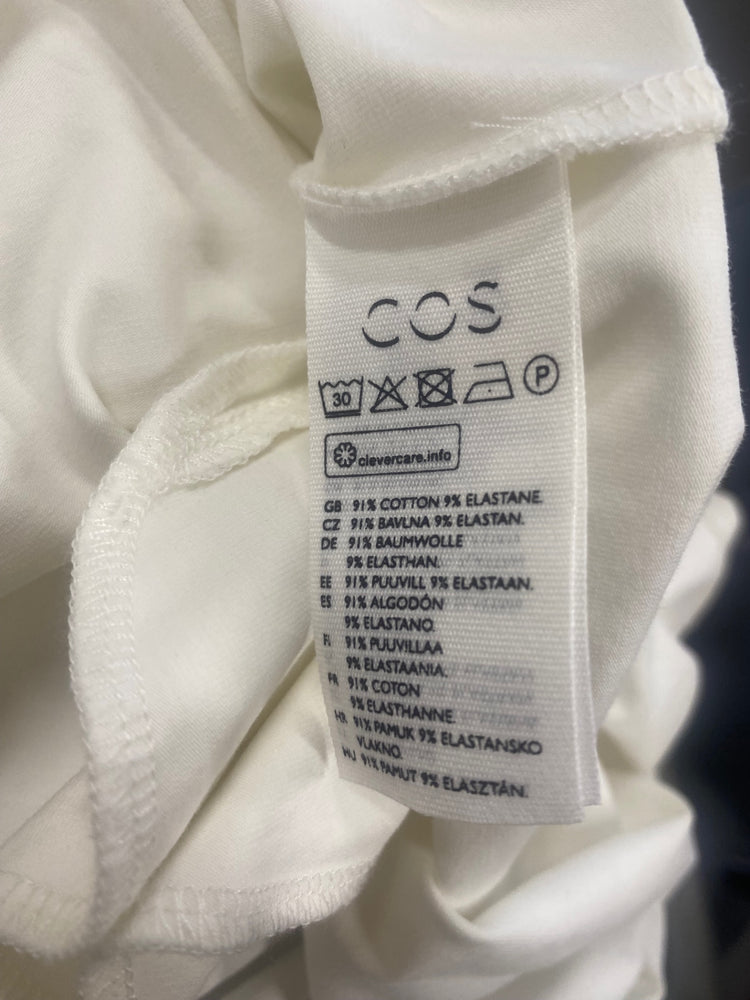 COS
30 P
clevercare.info
GB 91% COTTON 9% ELASTANE.
CZ 91% BAVLNA 9% ELASTAN.
DE 91% BAUMWOLLE
9% ELASTHAN.
EE 91% PUUVILL 9% ELASTAAN.
ES 91% ALGODÓN
9% ELASTANO.
FI 91% PUUVILLAA
9% ELASTAANIA.
FR 91% COTON
9% ELASTHANNE.
HR 91% PAMUK 9% ELASTANSKO
VLAKNO.
HU 91% PAMUT 9% ELASZTÁN.